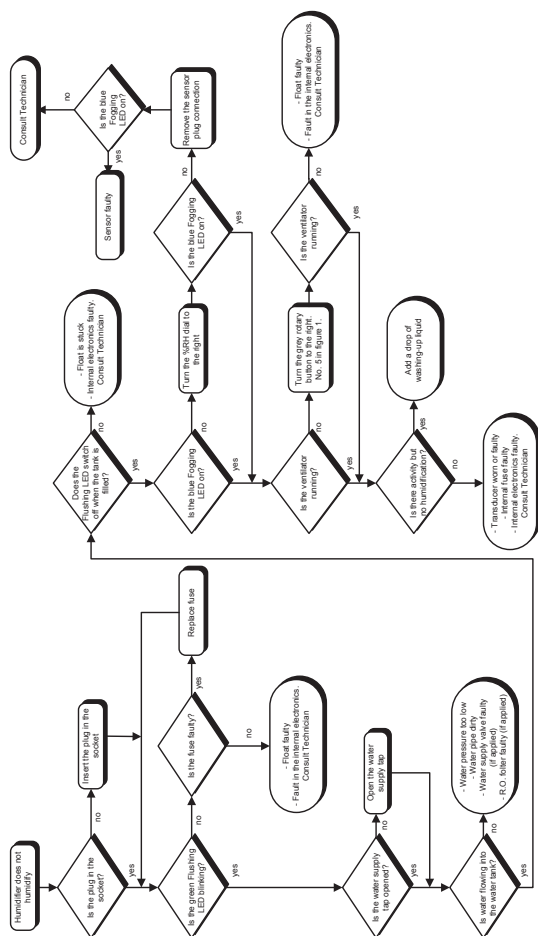 Humidifier does not
humidify
Is the plug in the
socket?
no
Insert the plug in the
socket
yes
Is the green Flushing
LED blinking?
no
Is the fuse faulty?
yes
Replace fuse
no
- Float faulty
- Fault in the internal electronics.
Consult Technician
yes
Is the water supply
tap opened?
no
Open the water
supply tap
yes
Is water flowing into
the water tank?
no
- Water pressure too low
- Water pipe dirty
- Water supply valve faulty
(if applied)
- R.O. folter faulty (if applied)
yes
Does the
Flushing LED switch
off when the tank is
filled?
no
- Float is stuck
- Internal electronics faulty.
Consult Technician
yes
Is the blue Fogging
LED on?
no
Turn the %RH dial to
the right
Is the blue Fogging
LED on?
no
Remove the sensor
plug connection
Is the blue
Fogging
LED on?
no
Consult Technician
yes
Sensor faulty
yes
yes
Is the ventilator
running?
no
Turn the grey rotary
button to the right.
No. 5 in figure 1.
Is the ventilator
running?
no
- Float faulty
- Fault in the internal electronics.
Consult Technician
yes
yes
Is there activity but
no humidification?
yes
Add a drop of
washing-up liquid
no
- Transducer worn or faulty
- Internal fuse faulty
- Internal electronics faulty.
Consult Technician